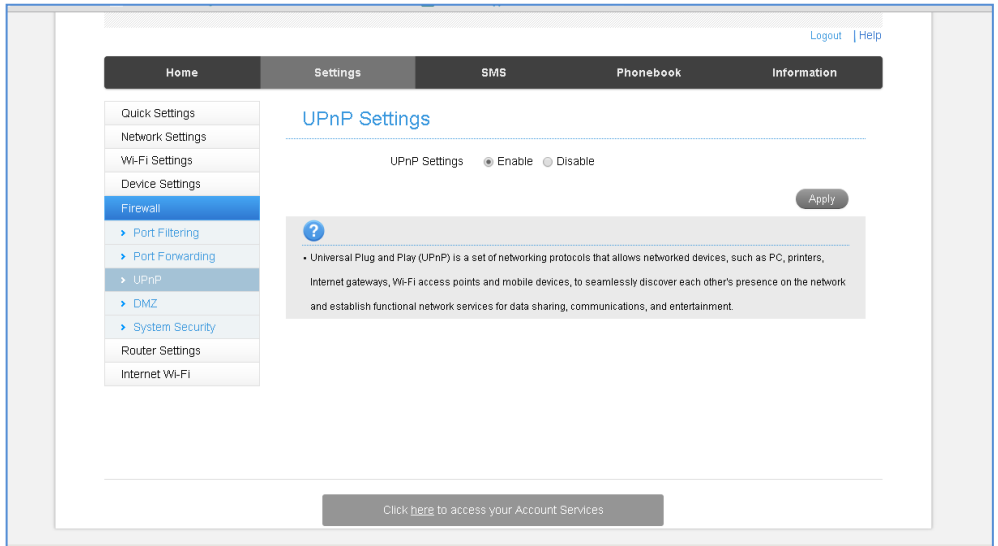 Logout | Help
Home Settings SMS Phonebook Information
Quick Settings
Network Settings
Wi-Fi Settings
Device Settings
Firewall
Port Filtering
Port Forwarding
UPnP
DMZ
System Security
Router Settings
Internet Wi-Fi
UPnP Settings
UPnP Settings Enable Disable
Apply
?
• Universal Plug and Play (UPnP) is a set of networking protocols that allows networked devices, such as PC, printers,
Internet gateways, Wi-Fi access points and mobile devices, to seamlessly discover each other's presence on the network
and establish functional network services for data sharing, communications, and entertainment.
Click here to access your Account Services